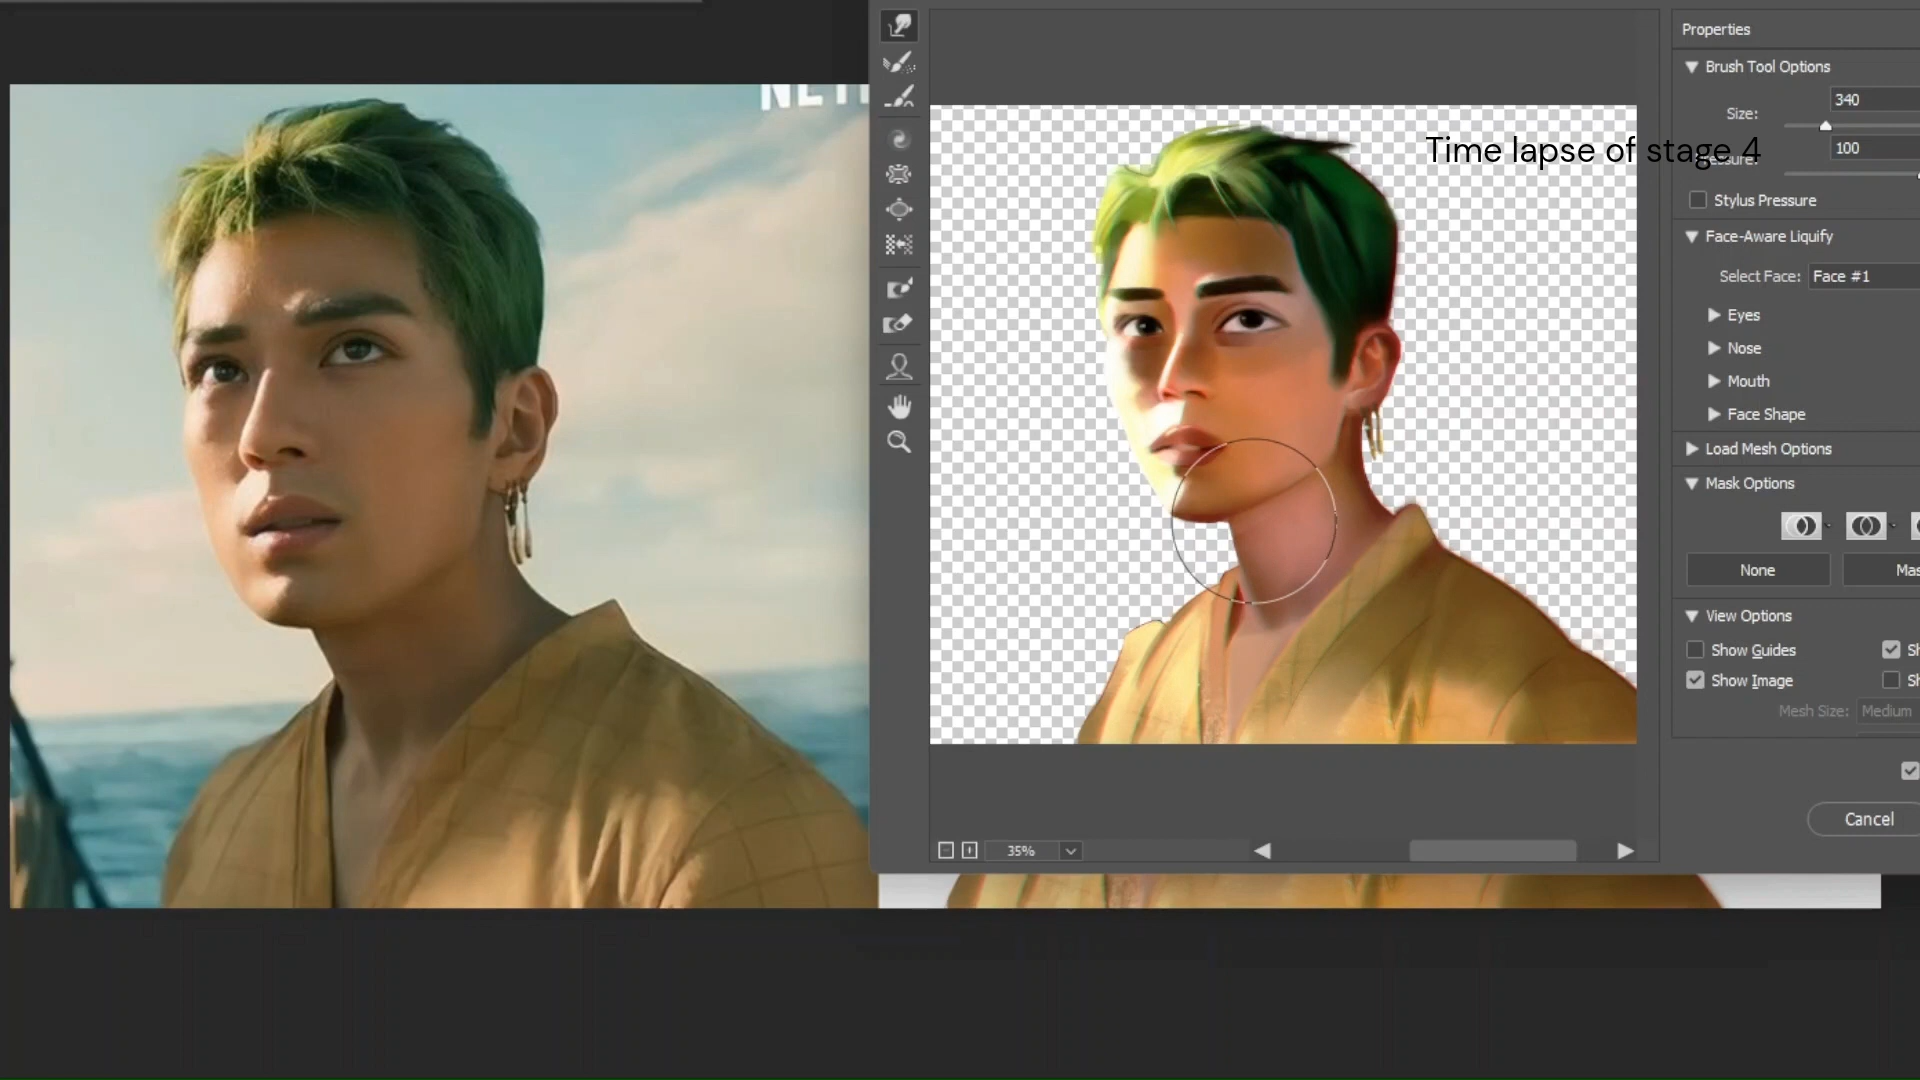 Properties
Brush Tool Options
340
Size:
100
Time lapse of stage 4
Stylus Pressure
Face-Aware Liquify
Select Face: Face #1
Eyes
Nose
Mouth
Face Shape
Load Mesh Options
Mask Options
None
View Options
Show Guides
Show Image
Mesh Size: Medium
Cancel
35%